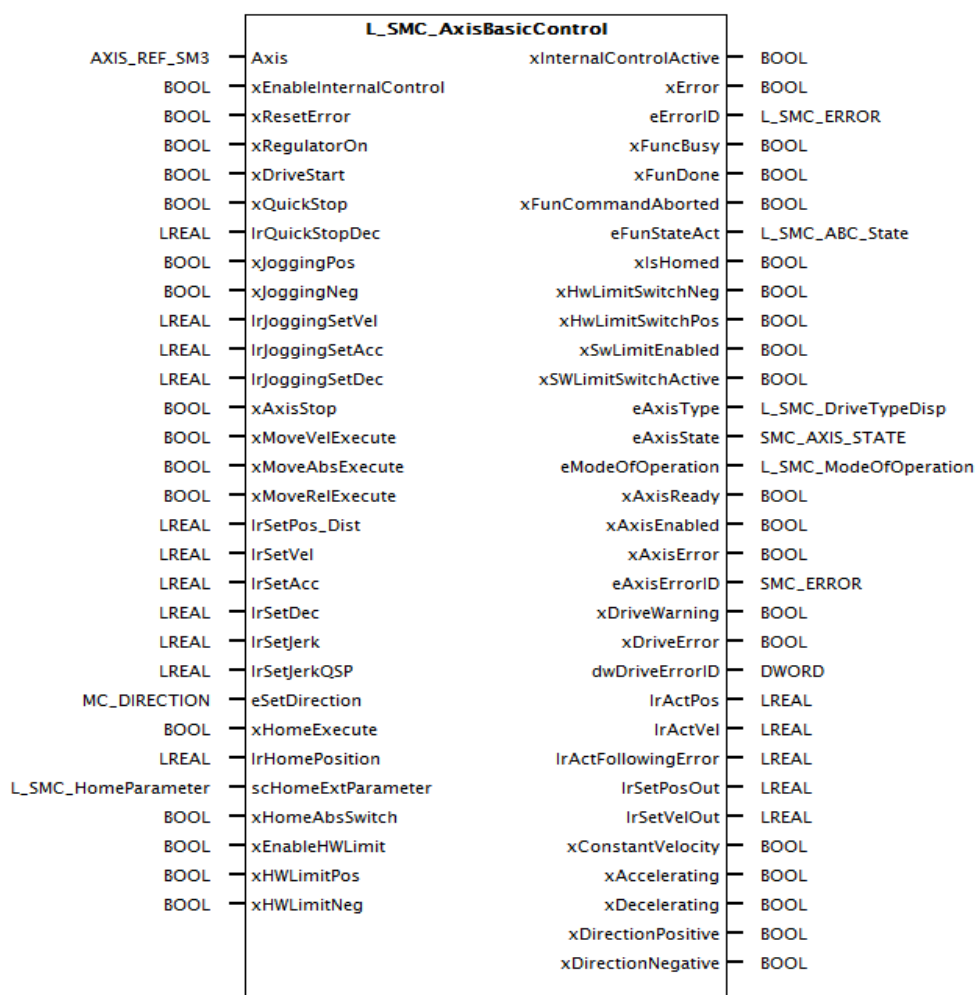 L_SMC_AxisBasicControl
AXIS_REF_SM3 Axis xInternalControlActive BOOL
BOOL xEnableInternalControl xError BOOL
BOOL xResetError eErrorID L_SMC_ERROR
BOOL xRegulatorOn xFuncBusy BOOL
BOOL xDriveStart xFunDone BOOL
BOOL xQuickStop xFunCommandAborted BOOL
LREAL lrQuickStopDec eFunStateAct L_SMC_ABC_State
BOOL xJoggingPos xIsHomed BOOL
BOOL xJoggingNeg xHwLimitSwitchNeg BOOL
LREAL lrJoggingSetVel xHwLimitSwitchPos BOOL
LREAL lrJoggingSetAcc xSwLimitEnabled BOOL
LREAL lrJoggingSetDec xSWLimitSwitchActive BOOL
BOOL xAxisStop eAxisType L_SMC_DriveTypeDisp
BOOL xMoveVelExecute eAxisState SMC_AXIS_STATE
BOOL xMoveAbsExecute eModeOfOperation L_SMC_ModeOfOperation
BOOL xMoveRelExecute xAxisReady BOOL
LREAL lrSetPos_Dist xAxisEnabled BOOL
LREAL lrSetVel xAxisError BOOL
LREAL lrSetAcc eAxisErrorID SMC_ERROR
LREAL lrSetDec xDriveWarning BOOL
LREAL lrSetJerk xDriveError BOOL
LREAL lrSetJerkQSP dwDriveErrorID DWORD
MC_DIRECTION eSetDirection lrActPos LREAL
BOOL xHomeExecute lrActVel LREAL
LREAL lrHomePosition lrActFollowingError LREAL
L_SMC_HomeParameter scHomeExtParameter lrSetPosOut LREAL
BOOL xHomeAbsSwitch lrSetVelOut LREAL
BOOL xEnableHWLimit xConstantVelocity BOOL
BOOL xHWLimitPos xAccelerating BOOL
BOOL xHWLimitNeg xDecelerating BOOL
xDirectionPositive BOOL
xDirectionNegative BOOL